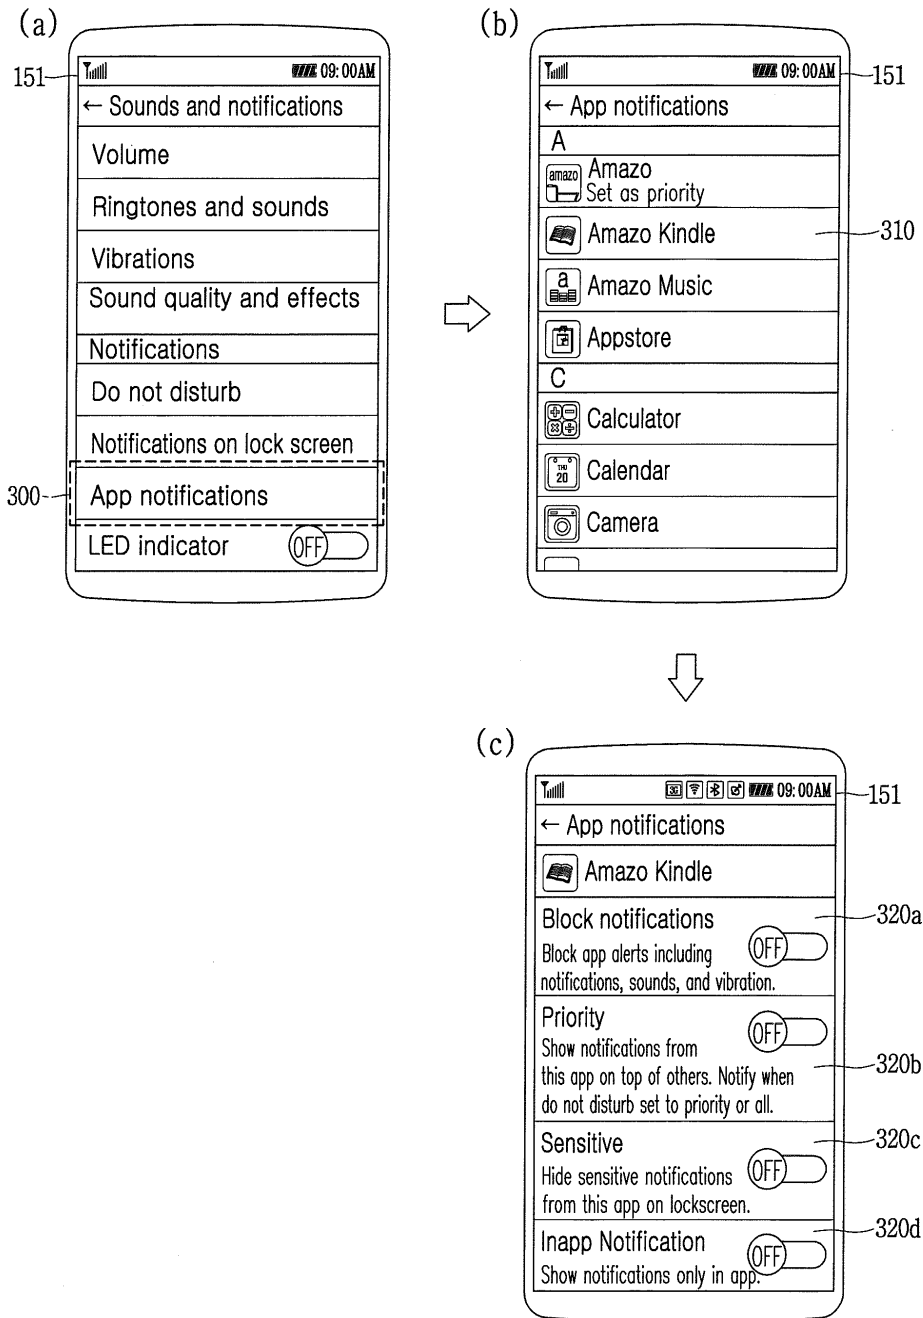 (a)
151
09:00AM
← Sounds and notifications
Volume
Ringtones and sounds
Vibrations
Sound quality and effects
Notifications
Do not disturb
Notifications on lock screen
300
App notifications
LED indicator
OFF
(b)
09:00AM
151
← App notifications
A
amazo
Amazo
Set as priority
Amazo Kindle
310
a
Amazo Music
Appstore
C
Calculator
THU
20
Calendar
Camera
(c)
3G
09:00AM
151
← App notifications
Amazo Kindle
Block notifications
320a
OFF
Block app alerts including
notifications, sounds, and vibration.
Priority
OFF
Show notifications from
this app on top of others. Notify when
320b
do not disturb set to priority or all.
Sensitive
320c
OFF
Hide sensitive notifications
from this app on lockscreen.
320d
Inapp Notification
OFF
Show notifications only in app.